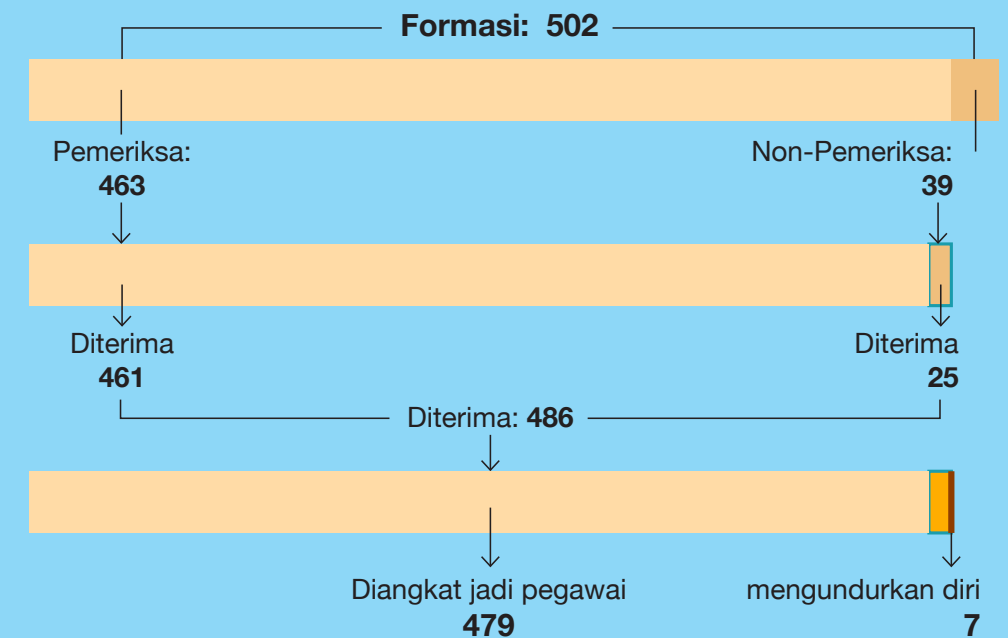 Formasi: 502
Pemeriksa:
463
Non-Pemeriksa:
39
Diterima
461
Diterima
25
Diterima: 486
Diangkat jadi pegawai
479
mengundurkan diri
7